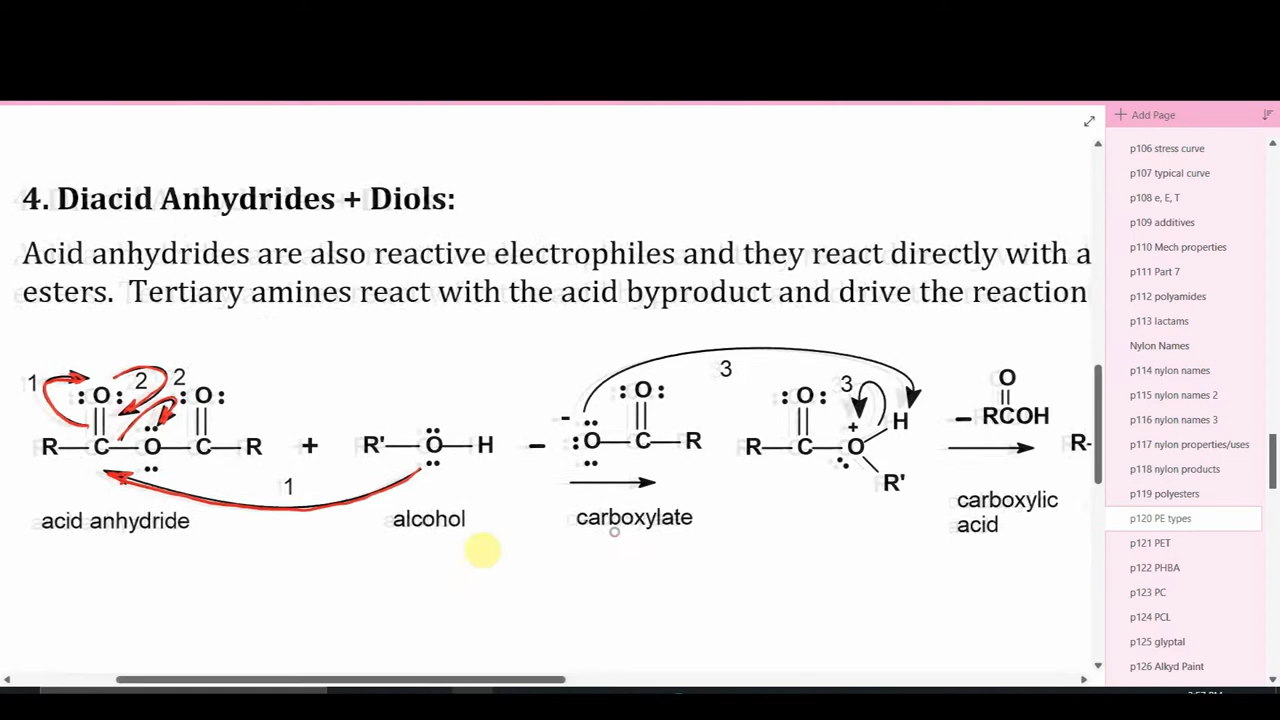 4. Diacid Anhydrides + Diols:
Acid anhydrides are also reactive electrophiles and they react directly with a
esters. Tertiary amines react with the acid byproduct and drive the reaction
1
:O:
2
2
:O:
R—C—O—C—R
+
R'—O—H
1
acid anhydride
alcohol
-
3
:O:
- :O—C—R
carboxylate
:O:
3
+
H
R—C—O
R'
O
- RCOH
carboxylic
acid
R-
Add Page
p106 stress curve
p107 typical curve
p108 e, E, T
p109 additives
p110 Mech properties
p111 Part 7
p112 polyamides
p113 lactams
Nylon Names
p114 nylon names
p115 nylon names 2
p116 nylon names 3
p117 nylon properties/uses
p118 nylon products
p119 polyesters
p120 PE types
p121 PET
p122 PHBA
p123 PC
p124 PCL
p125 glyptal
p126 Alkyd Paint